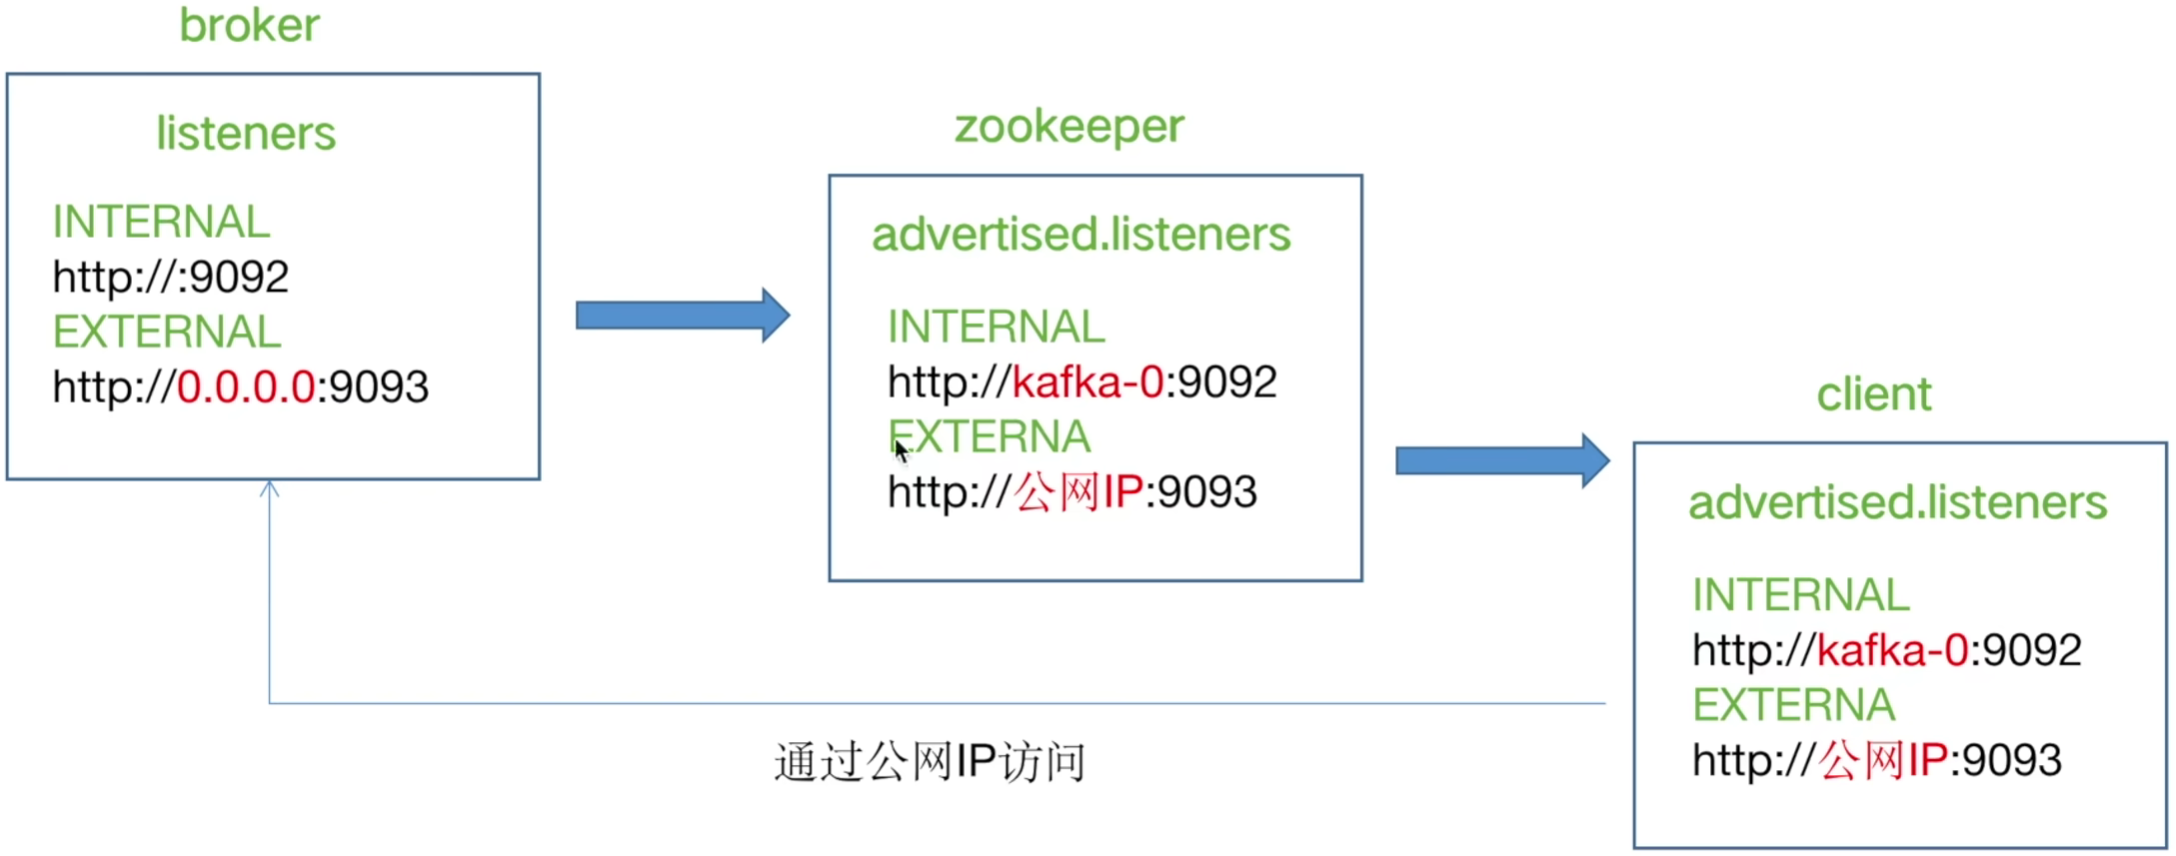 broker
listeners
INTERNAL
http://:9092
EXTERNAL
http://0.0.0.0:9093
zookeeper
advertised.listeners
INTERNAL
http://kafka-0:9092
EXTERNA
http://公网IP:9093
client
advertised.listeners
INTERNAL
http://kafka-0:9092
EXTERNA
http://公网IP:9093
通过公网IP访问